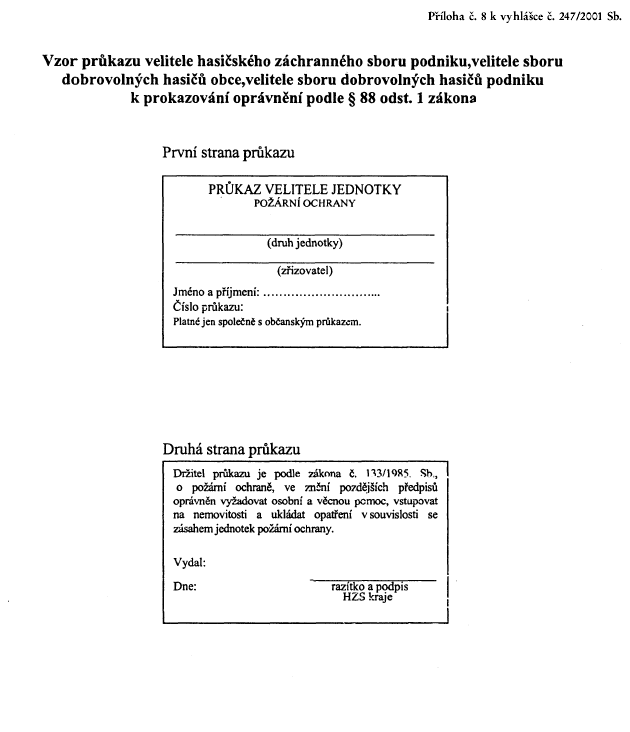 Příloha č. 8 k vyhlášce č. 247/2001 Sb.
Vzor průkazu velitele hasičského záchranného sboru podniku,velitele sboru
dobrovolných hasičů obce,velitele sboru dobrovolných hasičů podniku
k prokazování oprávnění podle § 88 odst. 1 zákona
První strana průkazu
PRŮKAZ VELITELE JEDNOTKY
POŽÁRNÍ OCHRANY
(druh jednotky)
(zřizovatel)
Jméno a příjmení: ..............................
Číslo průkazu:
Platné jen společně s občanským průkazem.
Druhá strana průkazu
Držitel průkazu je podle zákona č. 133/1985. Sb.,
o požární ochraně, ve znění pozdějších předpisů
oprávněn vyžadovat osobní a věcnou pomoc, vstupovat
na nemovitosti a ukládat opatření v souvislosti se
zásahem jednotek požární ochrany.
Vydal:
Dne:
razítko a podpis
HZS kraje